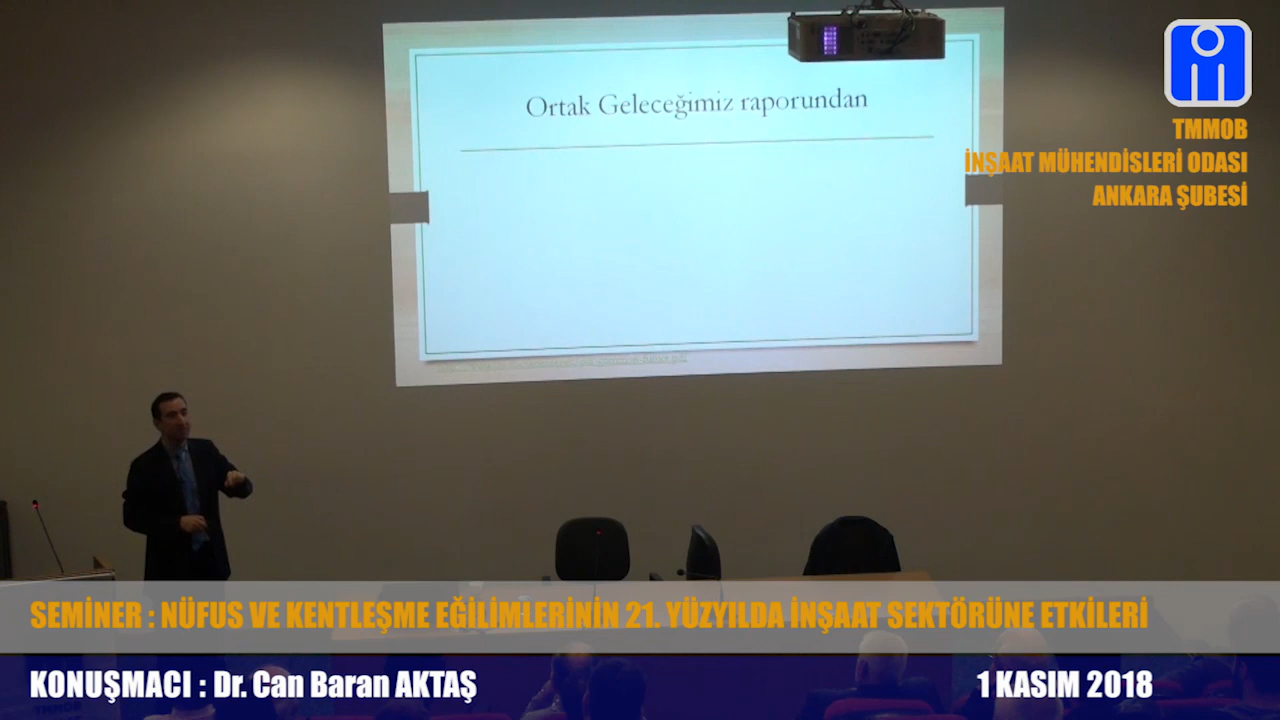 Ortak Geleceğimiz raporundan
TMMOB
İNŞAAT MÜHENDİSLERİ ODASI
ANKARA ŞUBESİ
SEMİNER : NÜFUS VE KENTLEŞME EĞİLİMLERİNİN 21. YÜZYILDA İNŞAAT SEKTÖRÜNE ETKİLERİ
KONUŞMACI : Dr. Can Baran AKTAŞ
1 KASIM 2018